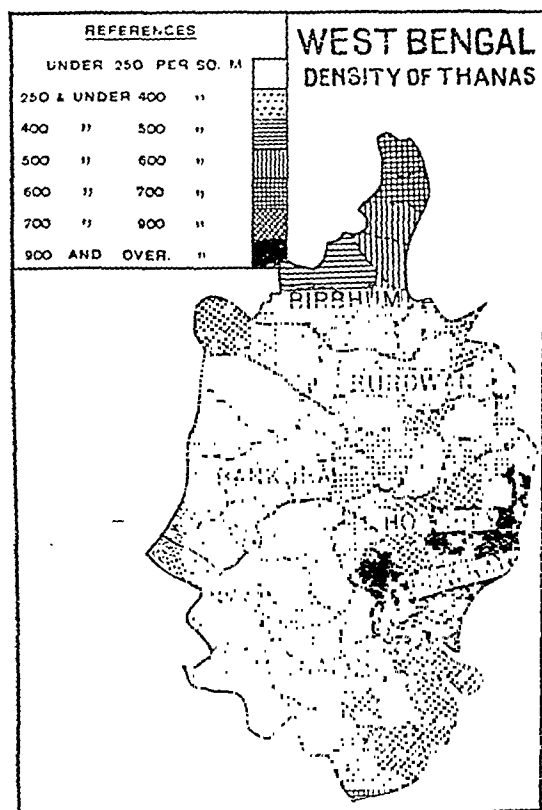 REFERENCES
UNDER 250 PER SQ. M
250 & UNDER 400 "
400 " 500 "
500 " 600 "
600 " 700 "
700 " 900 "
900 AND OVER. "
WEST BENGAL
DENSITY OF THANAS
BIRBHUM
BURDWAN
BANKURA